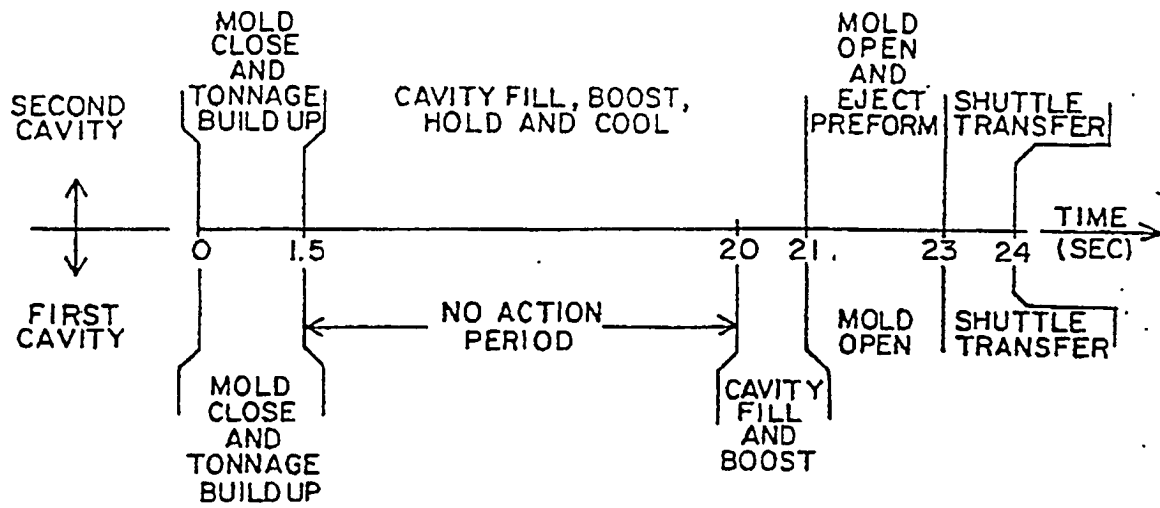 MOLD
CLOSE
AND
TONNAGE
BUILD UP
SECOND
CAVITY
CAVITY FILL, BOOST,
HOLD AND COOL
MOLD
OPEN
AND
EJECT
PREFORM
SHUTTLE
TRANSFER
TIME
(SEC)
0
1.5
20
21
23
24
FIRST
CAVITY
MOLD
CLOSE
AND
TONNAGE
BUILD UP
NO ACTION
PERIOD
CAVITY
FILL
AND
BOOST
MOLD
OPEN
SHUTTLE
TRANSFER